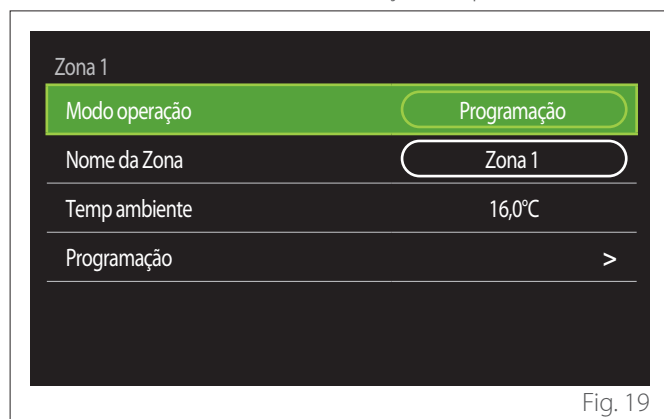 Zona 1
Modo operação Programação
Nome da Zona Zona 1
Temp ambiente 16,0°C
Programação >
Fig. 19